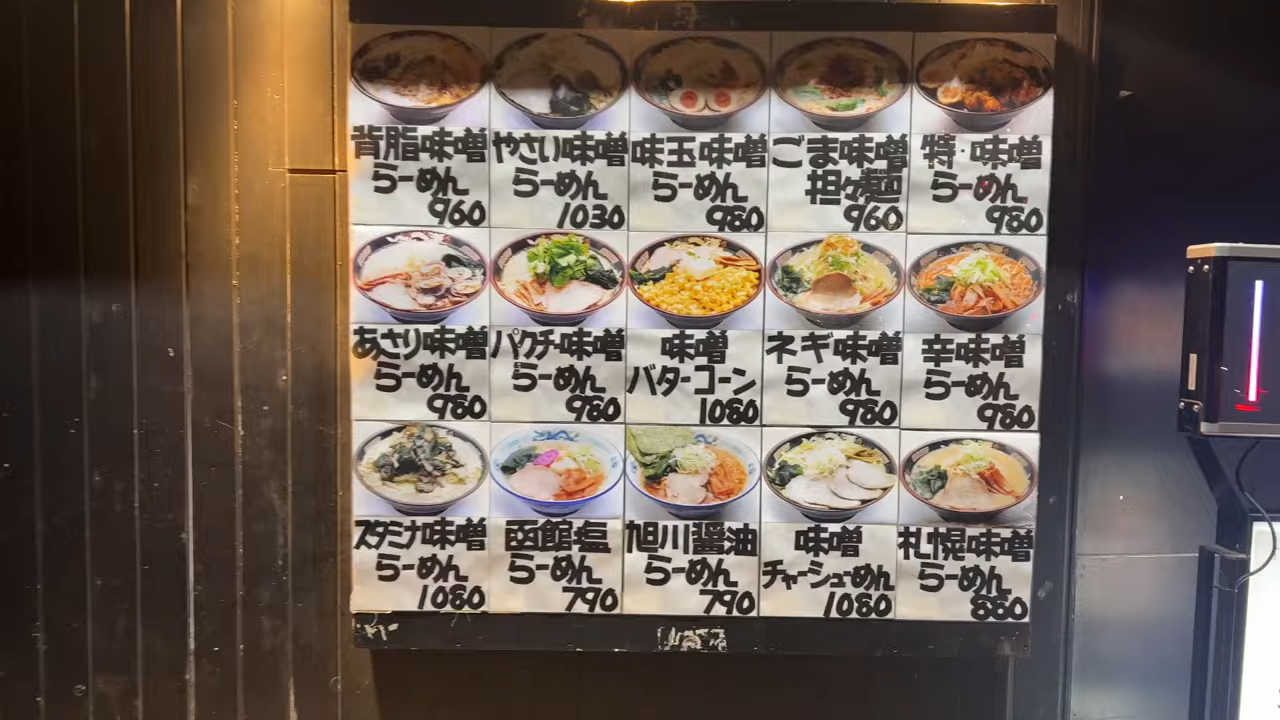 背脂味噌
らーめん
960
やさい味噌
らーめん
1030
味玉味噌
らーめん
980
ごま味噌
担々麺
960
特・味噌
らーめん
980
あさり味噌
らーめん
980
パクチー味噌
らーめん
980
味噌
バターコーン
1080
ネギ味噌
らーめん
980
辛味噌
らーめん
980
スタミナ味噌
らーめん
1080
函館塩
らーめん
790
旭川醤油
らーめん
790
味噌
チャーシューめん
1080
札幌味噌
らーめん
880